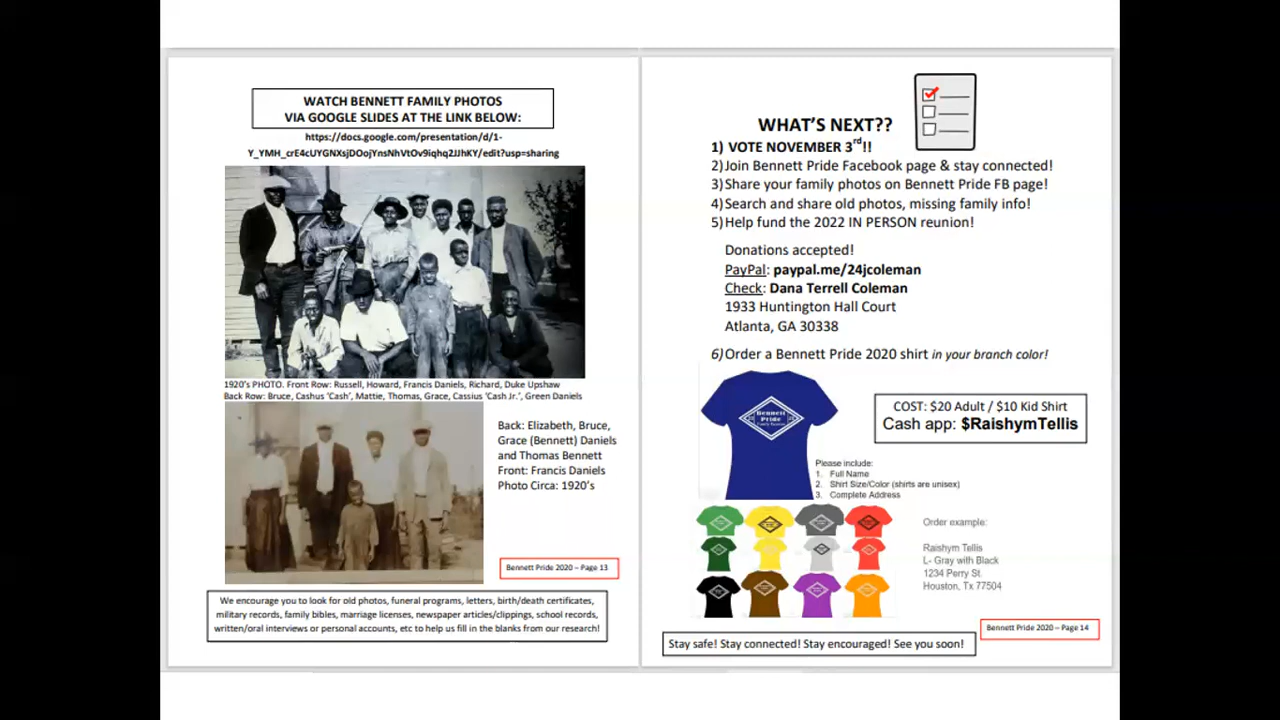 WATCH BENNETT FAMILY PHOTOS
VIA GOOGLE SLIDES AT THE LINK BELOW:
https://docs.google.com/presentation/d/1-
Y_YMH_crE4cUYGNXsjDOojYnsNhVtOv9iqhq2JJhKY/edit?usp=sharing
1920's PHOTO. Front Row: Russell, Howard, Francis Daniels, Richard, Duke Upshaw
Back Row: Bruce, Cashus 'Cash', Mattie, Thomas, Grace, Cassius 'Cash Jr.', Green Daniels
Back: Elizabeth, Bruce,
Grace (Bennett) Daniels
and Thomas Bennett
Front: Francis Daniels
Photo Circa: 1920's
Bennett Pride 2020 – Page 13
We encourage you to look for old photos, funeral programs, letters, birth/death certificates,
military records, family bibles, marriage licenses, newspaper articles/clippings, school records,
written/oral interviews or personal accounts, etc to help us fill in the blanks from our research!
WHAT'S NEXT??
1) VOTE NOVEMBER 3rd!!
2) Join Bennett Pride Facebook page & stay connected!
3) Share your family photos on Bennett Pride FB page!
4) Search and share old photos, missing family info!
5) Help fund the 2022 IN PERSON reunion!
Donations accepted!
PayPal: paypal.me/24jcoleman
Check: Dana Terrell Coleman
1933 Huntington Hall Court
Atlanta, GA 30338
6) Order a Bennett Pride 2020 shirt in your branch color!
Bennett
Pride
Family Reunion
COST: $20 Adult / $10 Kid Shirt
Cash app: $RaishymTellis
Please include:
1. Full Name
2. Shirt Size/Color (shirts are unisex)
3. Complete Address
Order example:
Raishym Tellis
L- Gray with Black
1234 Perry St.
Houston, Tx 77504
Bennett Pride 2020 – Page 14
Stay safe! Stay connected! Stay encouraged! See you soon!